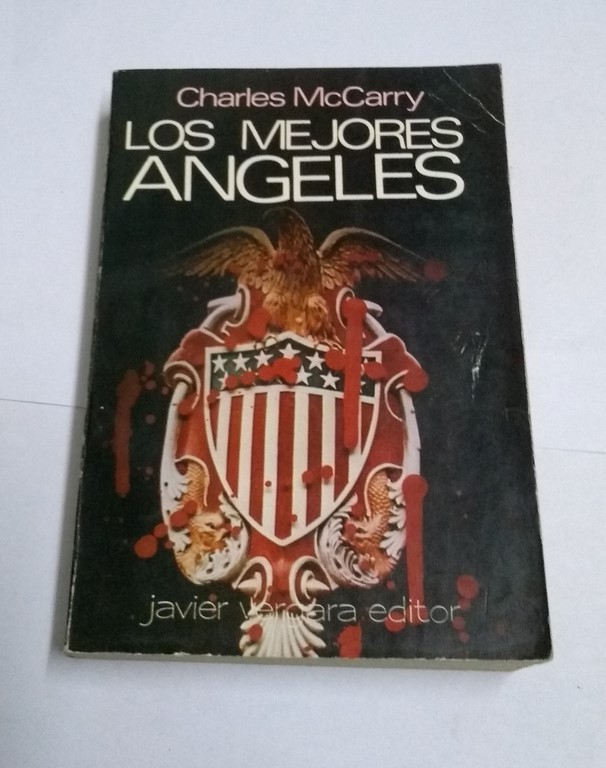 Charles McCarry
LOS MEJORES
ANGELES
javier vergara editor